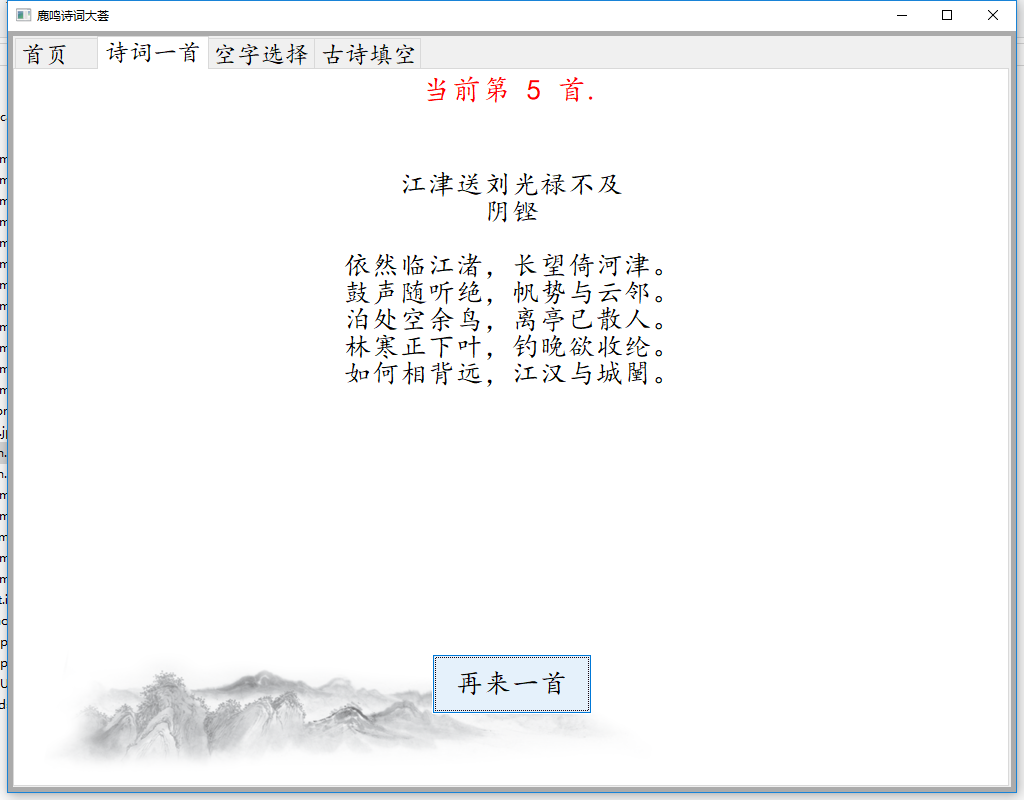 鹿鸣诗词大荟
首页 诗词一首 空字选择 古诗填空
当前第 5 首.
江津送刘光禄不及
阴铿
依然临江渚，长望倚河津。
鼓声随听绝，帆势与云邻。
泊处空余鸟，离亭已散人。
林寒正下叶，钓晚欲收纶。
如何相背远，江汉与城闉。
再来一首